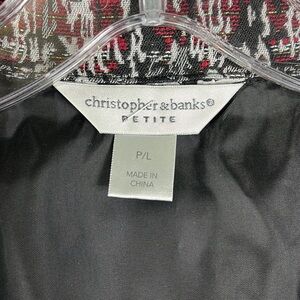 christopher & banks®
PETITE
P/L
MADE IN
CHINA